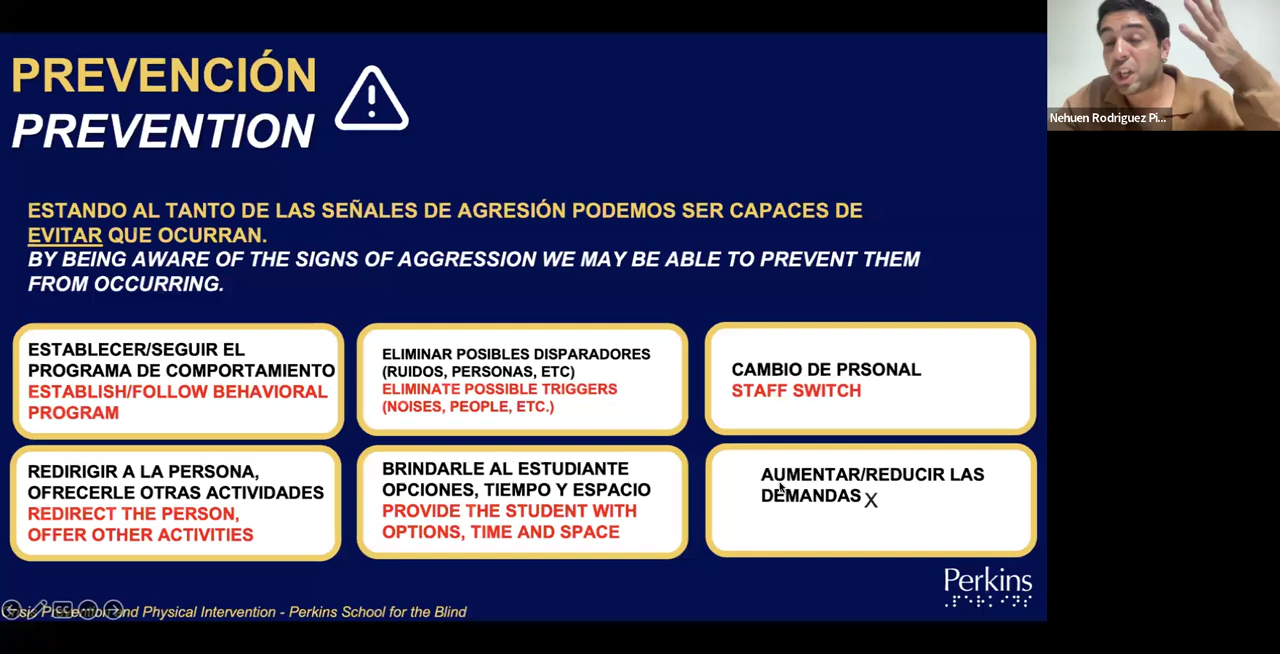 PREVENCIÓN
PREVENTION
ESTANDO AL TANTO DE LAS SEÑALES DE AGRESIÓN PODEMOS SER CAPACES DE
EVITAR QUE OCURRAN.
BY BEING AWARE OF THE SIGNS OF AGGRESSION WE MAY BE ABLE TO PREVENT THEM
FROM OCCURRING.
ESTABLECER/SEGUIR EL
PROGRAMA DE COMPORTAMIENTO
ESTABLISH/FOLLOW BEHAVIORAL
PROGRAM
ELIMINAR POSIBLES DISPARADORES
(RUIDOS, PERSONAS, ETC)
ELIMINATE POSSIBLE TRIGGERS
(NOISES, PEOPLE, ETC.)
CAMBIO DE PRSONAL
STAFF SWITCH
REDIRIGIR A LA PERSONA,
OFRECERLE OTRAS ACTIVIDADES
REDIRECT THE PERSON,
OFFER OTHER ACTIVITIES
BRINDARLE AL ESTUDIANTE
OPCIONES, TIEMPO Y ESPACIO
PROVIDE THE STUDENT WITH
OPTIONS, TIME AND SPACE
AUMENTAR/REDUCIR LAS
DEMANDAS X
Perkins
and Physical Intervention - Perkins School for the Blind
Nehuen Rodriguez Pi...